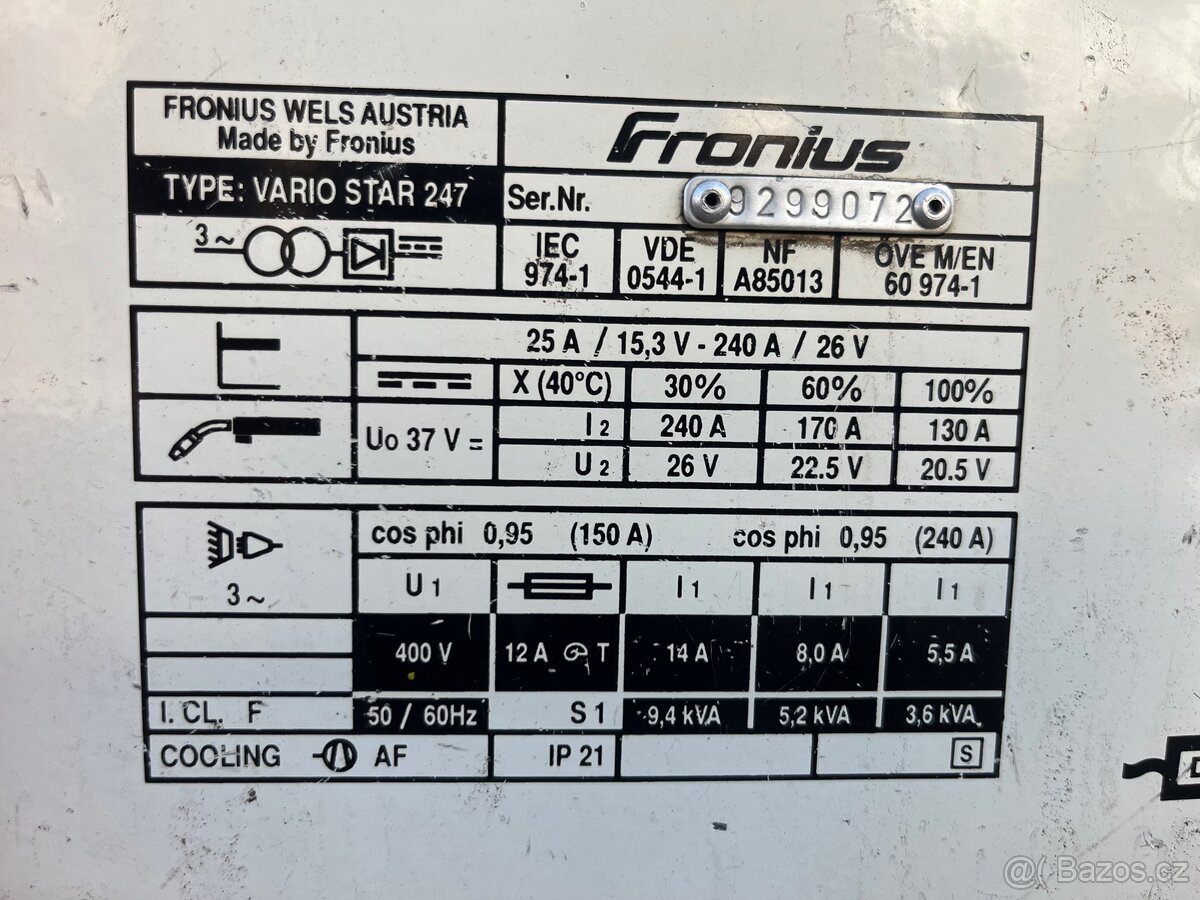 FRONIUS WELS AUSTRIA
Made by Fronius
Fronius
TYPE: VARIO STAR 247
Ser.Nr. 9299072
3~
IEC 974-1
VDE 0544-1
NF A85013
ÖVE M/EN 60 974-1
25 A / 15,3 V - 240 A / 26 V
X (40°C) 30% 60% 100%
Uo 37 V =
I2 240 A 170 A 130 A
U2 26 V 22.5 V 20.5 V
3~
cos phi 0,95 (150 A) cos phi 0,95 (240 A)
U1 I1 I1 I1
400 V 12 A T 14 A 8,0 A 5,5 A
I. CL. F 50 / 60Hz S 1 9,4 kVA 5,2 kVA 3,6 kVA
COOLING AF IP 21 S
@( Bazos.cz